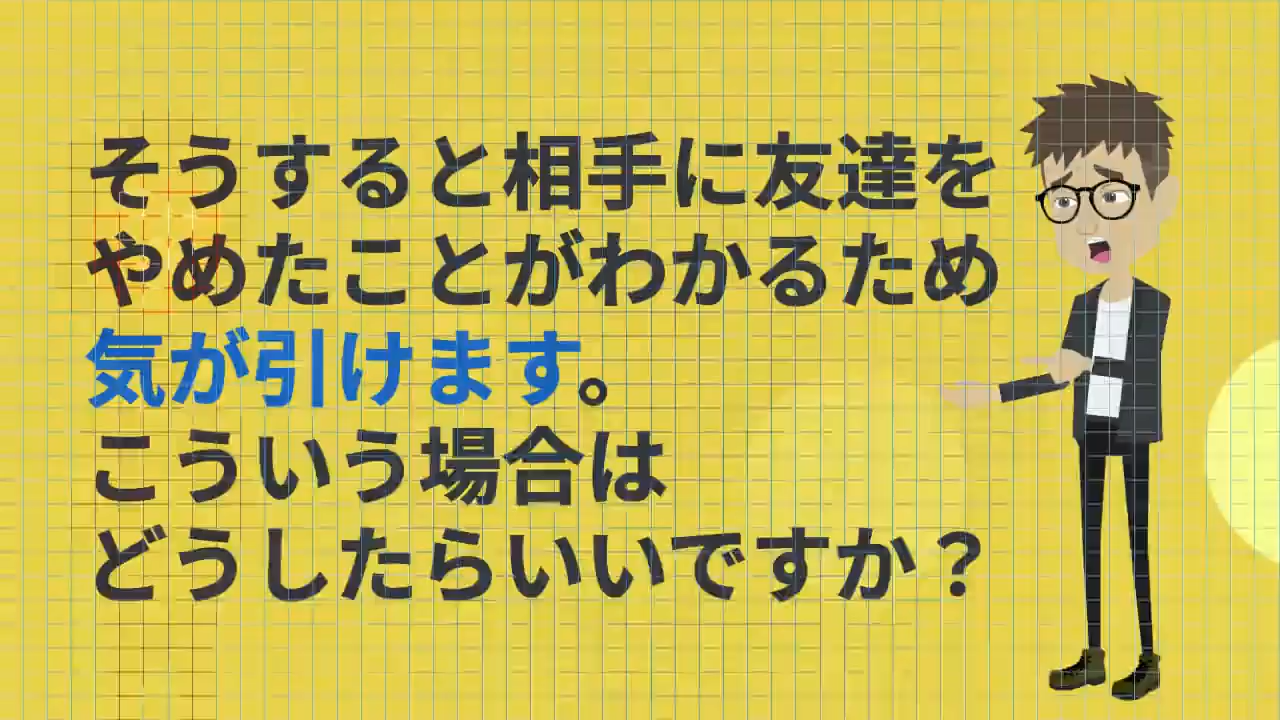 そうすると相手に友達を
やめたことがわかるため
気が引けます。
こういう場合は
どうしたらいいですか？